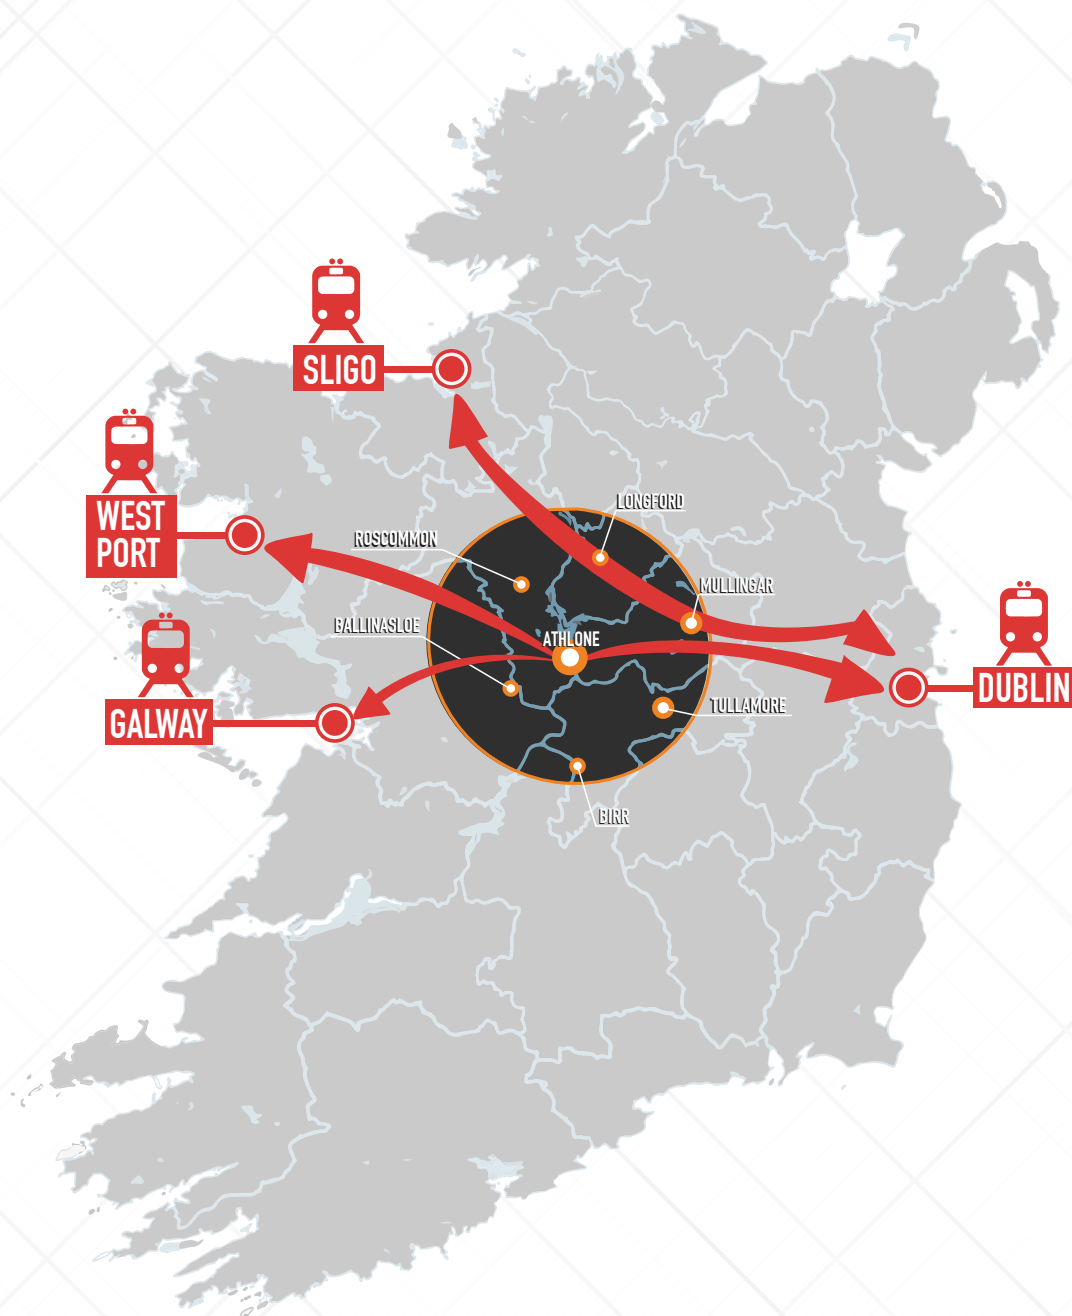 SLIGO
WEST
PORT
LONGFORD
ROSCOMMON
MULLINGAR
BALLINASLOE
ATHLONE
DUBLIN
GALWAY
TULLAMORE
BIRR